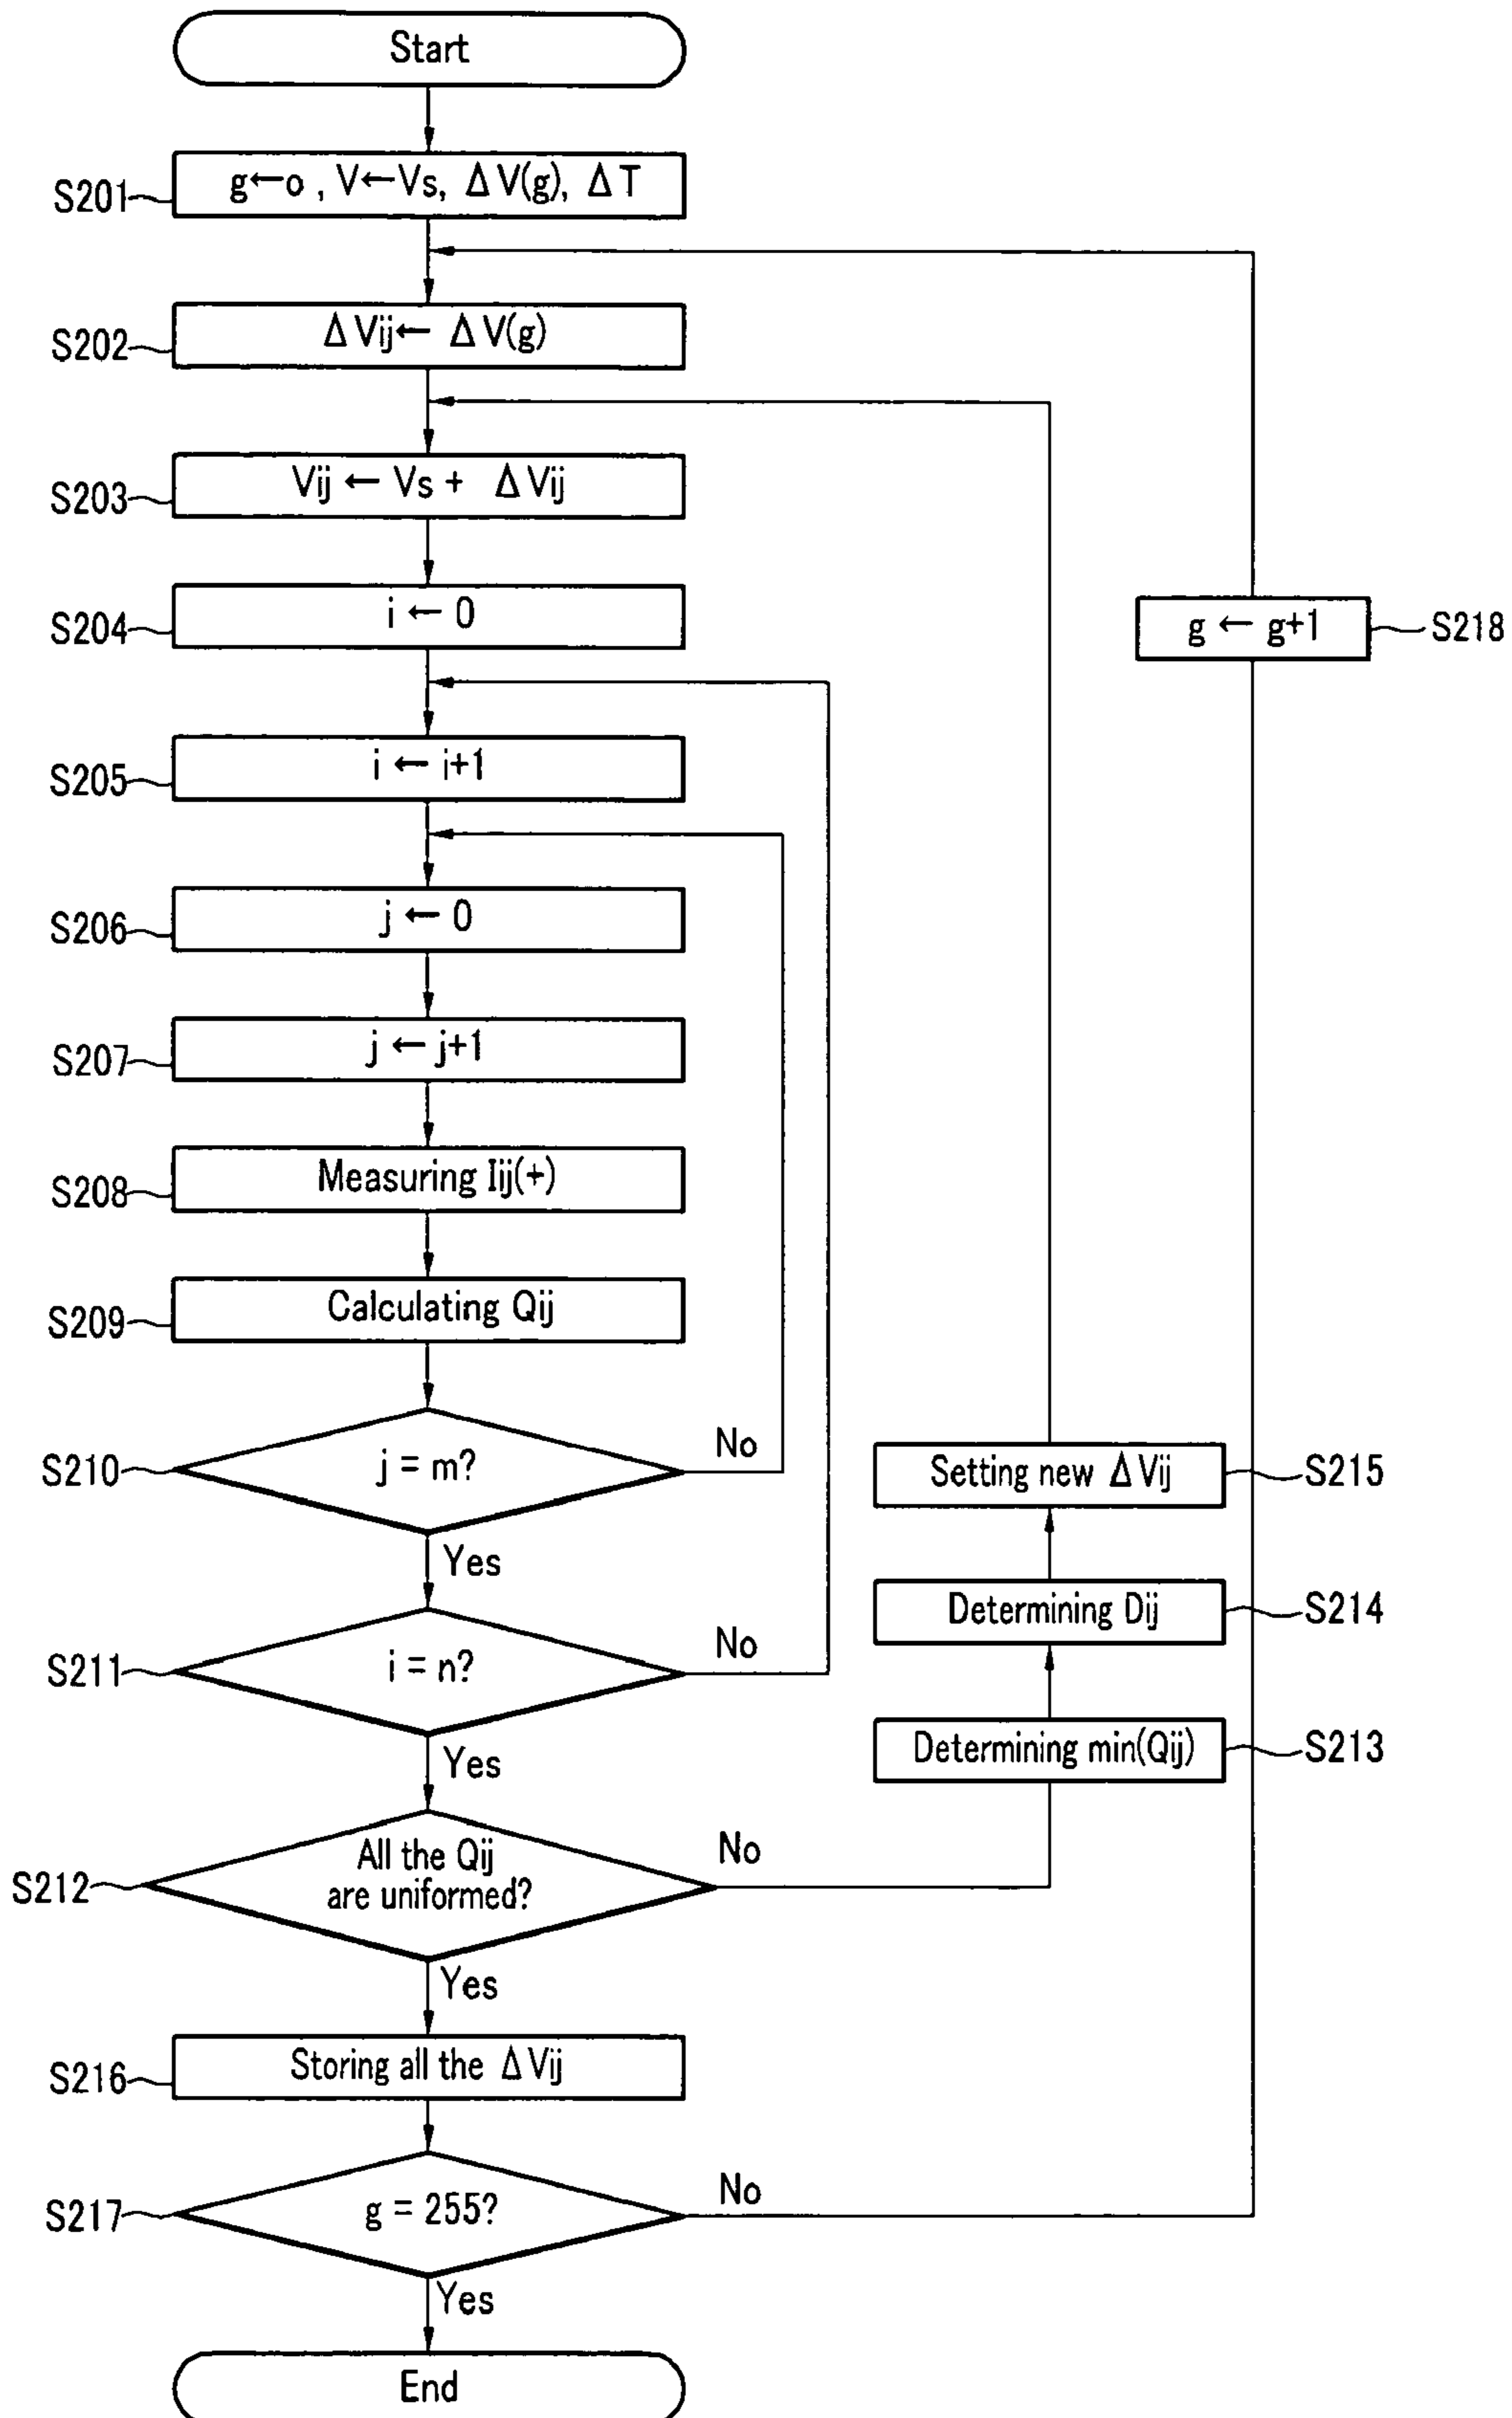 Start
S201
g←o , V←Vs, ΔV(g), ΔT
S202
ΔVij← ΔV(g)
S203
Vij ← Vs + ΔVij
S204
i ← 0
g ← g+1
S218
S205
i ← i+1
S206
j ← 0
S207
j ← j+1
S208
Measuring Iij(+)
S209
Calculating Qij
S210
j = m?
No
Setting new ΔVij
S215
Yes
Determining Dij
S214
S211
i = n?
No
Yes
Determining min(Qij)
S213
S212
All the Qij
are uniformed?
No
Yes
S216
Storing all the ΔVij
S217
g = 255?
No
Yes
End